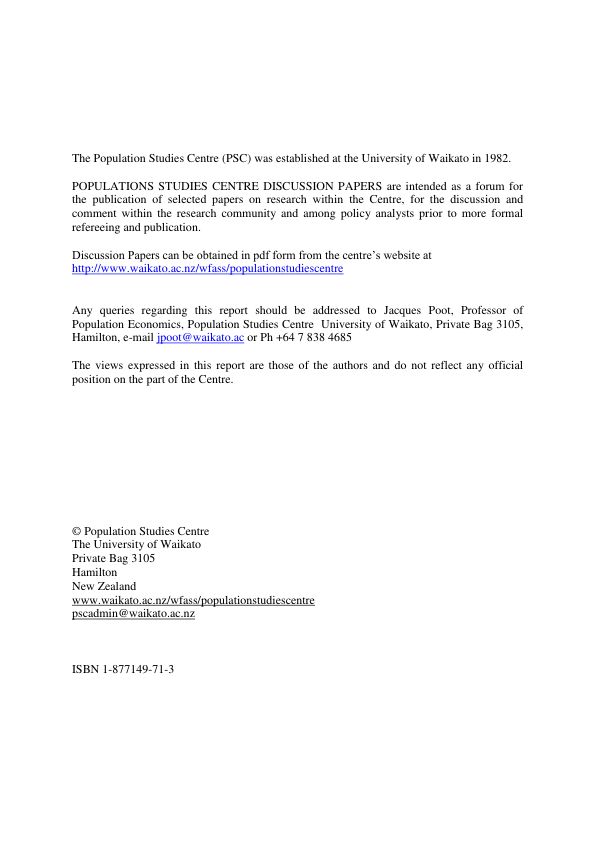 The Population Studies Centre (PSC) was established at the University of Waikato in 1982.
POPULATIONS STUDIES CENTRE DISCUSSION PAPERS are intended as a forum for
the publication of selected papers on research within the Centre, for the discussion and
comment within the research community and among policy analysts prior to more formal
refereeing and publication.
Discussion Papers can be obtained in pdf form from the centre's website at
http://www.waikato.ac.nz/wfass/populationstudiescentre
Any queries regarding this report should be addressed to Jacques Poot, Professor of
Population Economics, Population Studies Centre University of Waikato, Private Bag 3105,
Hamilton, e-mail jpoot@waikato.ac or Ph +64 7 838 4685
The views expressed in this report are those of the authors and do not reflect any official
position on the part of the Centre.
© Population Studies Centre
The University of Waikato
Private Bag 3105
Hamilton
New Zealand
www.waikato.ac.nz/wfass/populationstudiescentre
pscadmin@waikato.ac.nz
ISBN 1-877149-71-3